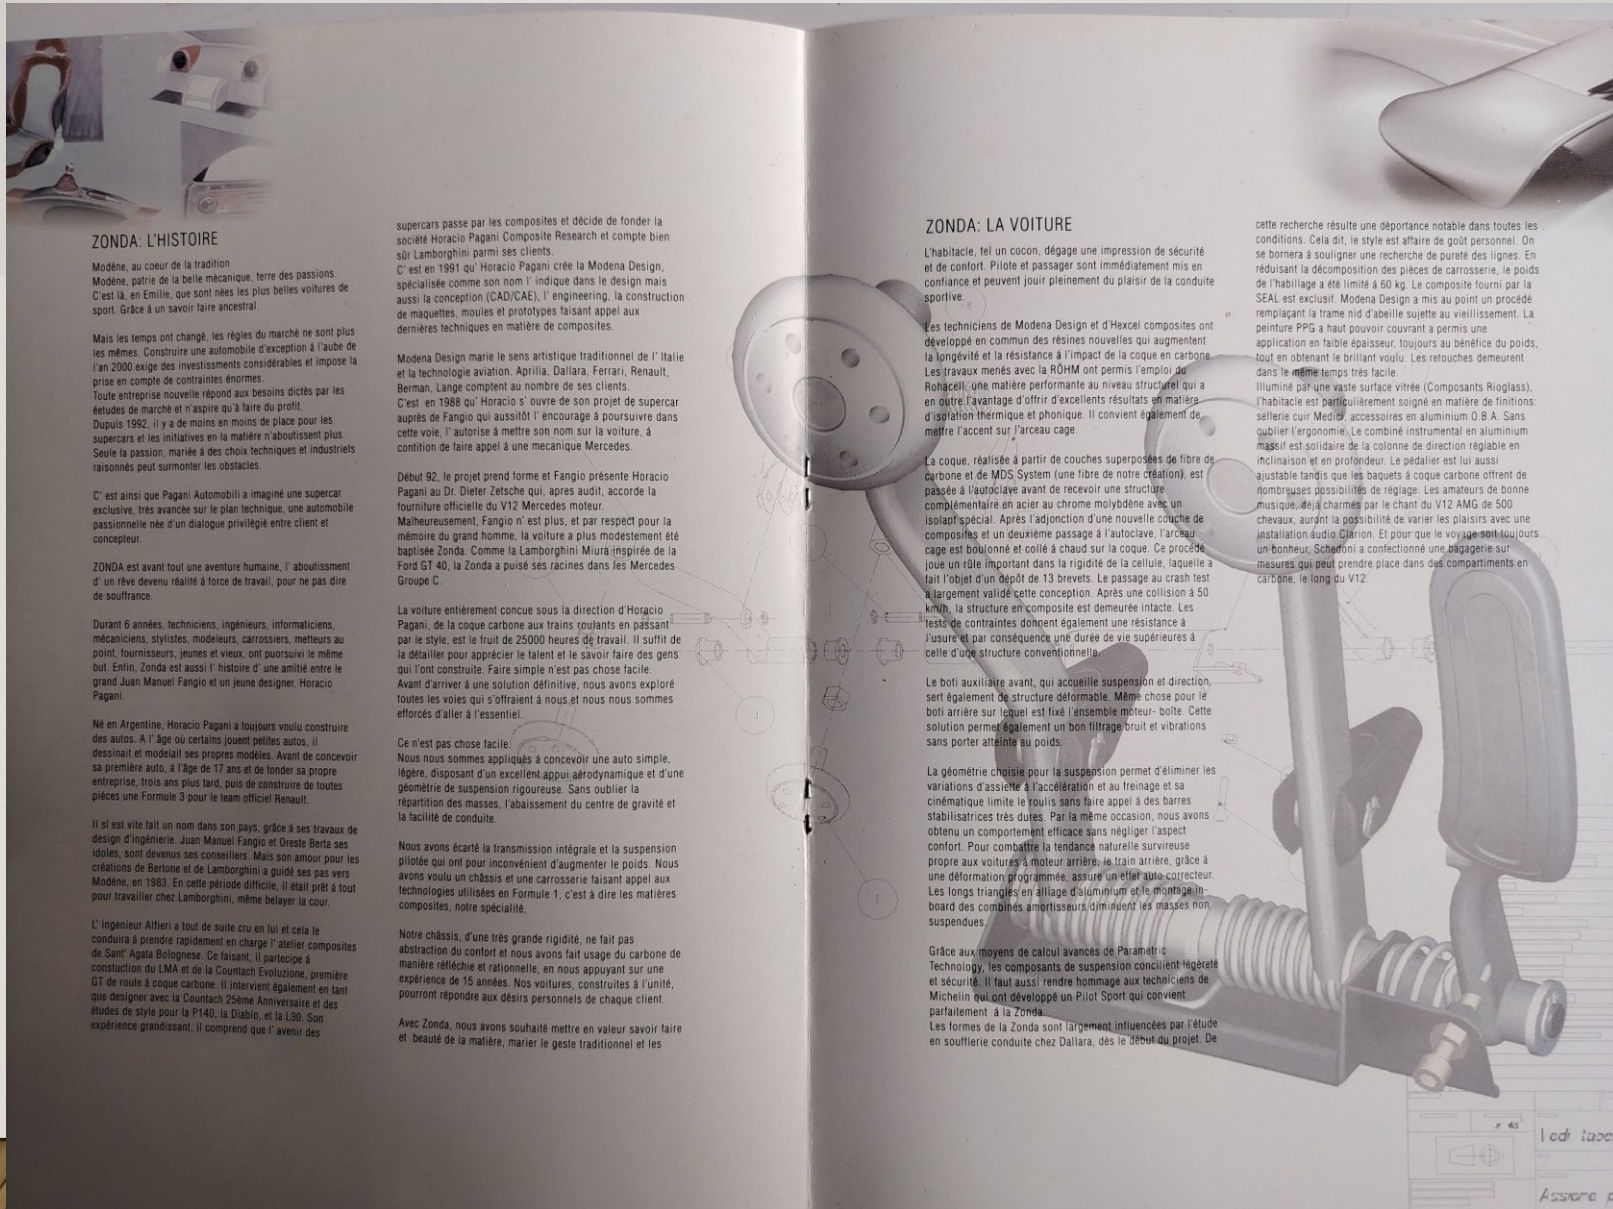 ZONDA: L'HISTOIRE
Modéne, au coeur de la tradition
Modéne, patrie de la belle mècanique, terre des passions.
C'est là, en Emilie, que sont nèes les plus belles voitures de
sport. Grâce á un savoir faire ancestral.
Mais les temps ont changè, les régles du marchè ne sont plus
les mêmes. Construire une automobile d'exception á l'aube de
l'an 2000 exige des investissments considérables et impose la
prise en compte de contraintes énormes.
Toute entreprise nouvelle rèpond aux besoins dictès par les
éetudes de marchè et n'aspire qu'à faire du profit.
Dupuis 1992, il y a de moins en moins de place pour les
supercars et les initiatives en la matiére n'aboutissent plus.
Seule la passion, mariée á des choix techniques et industriels
raisonnés peut surmonter les obstacles.
C' est ainsi que Pagani Automobili a imaginé une supercar
exclusive, trés avancée sur le plan technique, une automobile
passionnelle nèe d'un dialogue privilègiè entre client et
concepteur.
ZONDA est avant tout une aventure humaine, l' aboutissment
d' un rêve devenu réalité á force de travail, pour ne pas dire
de souffrance.
Durant 6 années, techniciens, ingénieurs, informaticiens,
mécaniciens, stylistes, modeleurs, carrossiers, metteurs au
point, fournisseurs, jeunes et vieux, ont puorsuivi le même
but. Enfin, Zonda est aussi l' histoire d' une amitié entre le
grand Juan Manuel Fangio et un jeune designer, Horacio
Pagani.
Né en Argentine, Horacio Pagani a toujours voulu construire
des autos. A l' âge où certains jouent petites autos, il
dessinait et modelait ses propres modèles. Avant de concevoir
sa première auto, á l'âge de 17 ans et de fonder sa propre
entreprise, trois ans plus tard, puis de construire de toutes
piéces une Formule 3 pour le team officiel Renault.
Il sí est vite fait un nom dans son pays, grâce á ses travaux de
design d'ingénierie. Juan Manuel Fangio et Oreste Berta ses
idoles, sont devenus ses conseillers. Mais son amour pour les
créations de Bertone et de Lamborghini a guidé ses pas vers
Modéne, en 1983. En cette période difficile, il était prêt á tout
pour travailler chez Lamborghini, même belayer la cour.
L' ingenieur Alfieri a tout de suite cru en lui et cela le
conduira á prendre rapidement en charge l' atelier composites
de Sant' Agata Bolognese. Ce faisant, il partecipe á
constuction du LMA et de la Countach Evoluzione, première
GT de route á coque carbone. Il intervient également en tant
que designer avec la Countach 25ème Anniversaire et des
études de style pour la P140, la Diablo, et la L30. Son
expérience grandissant, il comprend que l' avenir des
supercars passe par les composites et décide de fonder la
société Horacio Pagani Composite Research et compte bien
sûr Lamborghini parmi ses clients.
C' est en 1991 qu' Horacio Pagani crée la Modena Design,
spécialisée comme son nom l' indique dans le design mais
aussi la conception (CAD/CAE), l' engineering, la construction
de maquettes, moules et prototypes faisant appel aux
dernières techniques en matière de composites.
Modena Design marie le sens artistique traditionnel de l' Italie
et la technologie aviation. Aprilia, Dallara, Ferrari, Renault,
Berman, Lange comptent au nombre de ses clients.
C'est en 1988 qu' Horacio s' ouvre de son projet de supercar
auprès de Fangio qui aussitôt l' encourage á poursuivre dans
cette voie, l' autorise á mettre son nom sur la voiture, á
contition de faire appel á une mecanique Mercedes.
Début 92, le projet prend forme et Fangio présente Horacio
Pagani au Dr. Dieter Zetsche qui, apres audit, accorde la
fourniture officielle du V12 Mercedes moteur.
Malheureusement, Fangio n' est plus, et par respect pour la
mémoire du grand homme, la voiture a plus modestement été
baptisée Zonda. Comme la Lamborghini Miura inspirée de la
Ford GT 40, la Zonda a puisé ses racines dans les Mercedes
Groupe C.
La voiture entièrement concue sous la direction d'Horacio
Pagani, de la coque carbone aux trains roulants en passant
par le style, est le fruit de 25000 heures de travail. Il suffit de
la détailler pour apprécier le talent et le savoir faire des gens
qui l'ont construite. Faire simple n'est pas chose facile.
Avant d'arriver á une solution définitive, nous avons exploré
toutes les voies qui s'offraient á nous et nous nous sommes
efforcés d'aller á l'essentiel.
Ce n'est pas chose facile.
Nous nous sommes appliqués à concevoir une auto simple,
légère, disposant d'un excellent appui aérodynamique et d'une
géométrie de suspension rigoureuse. Sans oublier la
répartition des masses, l'abaissement du centre de gravité et
la facilité de conduite.
Nous avons écarté la transmission intégrale et la suspension
pilotée qui ont pour inconvénient d'augmenter le poids. Nous
avons voulu un châssis et une carrosserie faisant appel aux
technologies utilisées en Formule 1, c'est à dire les matières
composites, notre spécialité,
Notre châssis, d'une très grande rigidité, ne fait pas
abstraction du confort et nous avons fait usage du carbone de
manière réfléchie et rationnelle, en nous appuyant sur une
expérience de 15 années. Nos voitures, construites á l'unité,
pourront répondre aux désirs personnels de chaque client.
Avec Zonda, nous avons souhaité mettre en valeur savoir faire
et beauté de la matière, marier le geste traditionnel et les
ZONDA: LA VOITURE
L'habitacle, tel un cocon, dégage une impression de sécurité
et de confort. Pilote et passager sont immédiatement mis en
confiance et peuvent jouir pleinement du plaisir de la conduite
sportive.
Les techniciens de Modena Design et d'Hexcel composites ont
développé en commun des résines nouvelles qui augmentent
la longévité et la résistance à l'impact de la coque en carbone.
Les travaux menés avec la RÖHM ont permis l'emploi du
Rohacell, une matière performante au niveau structurel qui a
en outre l'avantage d'offrir d'excellents résultats en matière
d'isolation thermique et phonique. Il convient également de
mettre l'accent sur l'arceau cage.
La coque, réalisée á partir de couches superposées de fibre de
carbone et de MDS System (une fibre de notre création), est
passée á l'autoclave avant de recevoir une structure
complémentaire en acier au chrome molybdène avec un
isolant spécial. Après l'adjonction d'une nouvelle couche de
composites et un deuxième passage á l'autoclave, l'arceau
cage est boulonné et collé á chaud sur la coque. Ce procédé
joue un rûle important dans la rigidité de la cellule, laquelle a
fait l'objet d'un dépôt de 13 brevets. Le passage au crash test
a largement validé cette conception. Après une collision á 50
km/h, la structure en composite est demeurée intacte. Les
tests de contraintes donnent également une résistance à
l'usure et par conséquence une durée de vie supérieures à
celle d'uqe structure conventionnelle.
Le boti auxiliaire avant, qui accueille suspension et direction,
sert également de structure déformable. Même chose pour le
boti arrière sur lequel est fixé l'ensemble moteur- boîte. Cette
solution permet également un bon filtrage bruit et vibrations
sans porter atteinte au poids.
La géométrie choisie pour la suspension permet d'éliminer les
variations d'assiette à l'accélération et au freinage et sa
cinématique limite le roulis sans faire appel á des barres
stabilisatrices très dures. Par la même occasion, nous avons
obtenu un comportement efficace sans négliger l'aspect
confort. Pour combattre la tendance naturelle survireuse
propre aux voitures á moteur arrière, le train arrière, grâce á
une déformation programmée, assure un effet auto correcteur.
Les longs triangles en alliage d'aluminium et le montage in-
board des combinés amortisseurs diminuent les masses non
suspendues.
Grâce aux moyens de calcul avancés de Parametric
Technology, les composants de suspension concilient légèreté
et sécurité. Il faut aussi rendre hommage aux techniciens de
Michelin qui ont développé un Pilot Sport qui convient
parfaitement á la Zonda.
Les formes de la Zonda sont largement influencées par l'étude
en soufflerie conduite chez Dallara, dès le début du projet. De
cette recherche résulte une déportance notable dans toutes les
conditions. Cela dit, le style est affaire de goût personnel. On
se bornera à souligner une recherche de pureté des lignes. En
réduisant la décomposition des pièces de carrosserie, le poids
de l'habillage a été limité á 60 kg. Le composite fourni par la
SEAL est exclusif. Modena Design a mis au point un procédé
remplaçant la trame nid d'abeille sujette au vieillissement. La
peinture PPG a haut pouvoir couvrant a permis une
application en faible épaisseur, toujours au bénéfice du poids,
tout en obtenant le brillant voulu. Les retouches demeurent
dans le même temps très facile.
Illuminé par une vaste surface vitrée (Composants Rioglass),
l'habitacle est particulièrement soigné en matière de finitions:
sellerie cuir Medici, accessoires en aluminium O.B.A. Sans
oublier l'ergonomie. Le combiné instrumental en aluminium
massif est solidaire de la colonne de direction réglable en
inclinaison et en profondeur. Le pédalier est lui aussi
ajustable tandis que les baquets á coque carbone offrent de
nombreuses possibilités de réglage. Les amateurs de bonne
musique, déjà charmés par le chant du V12 AMG de 500
chevaux, auront la possibilité de varier les plaisirs avec une
installation audio Clarion. Et pour que le voyage soit toujours
un bonheur, Schedoni a confectionné une bagagerie sur
mesures qui peut prendre place dans des compartiments en
carbone, le long du V12.
3
2
x 45°
Assieme